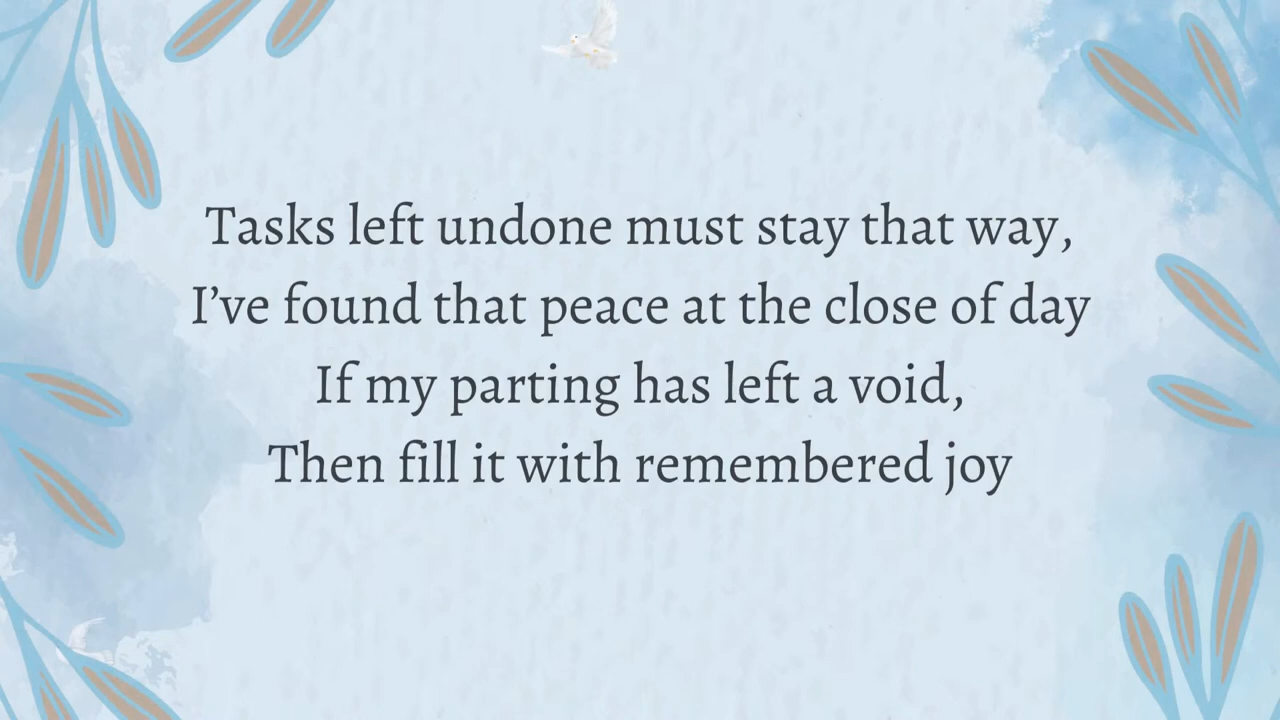 Tasks left undone must stay that way,
I’ve found that peace at the close of day
If my parting has left a void,
Then fill it with remembered joy